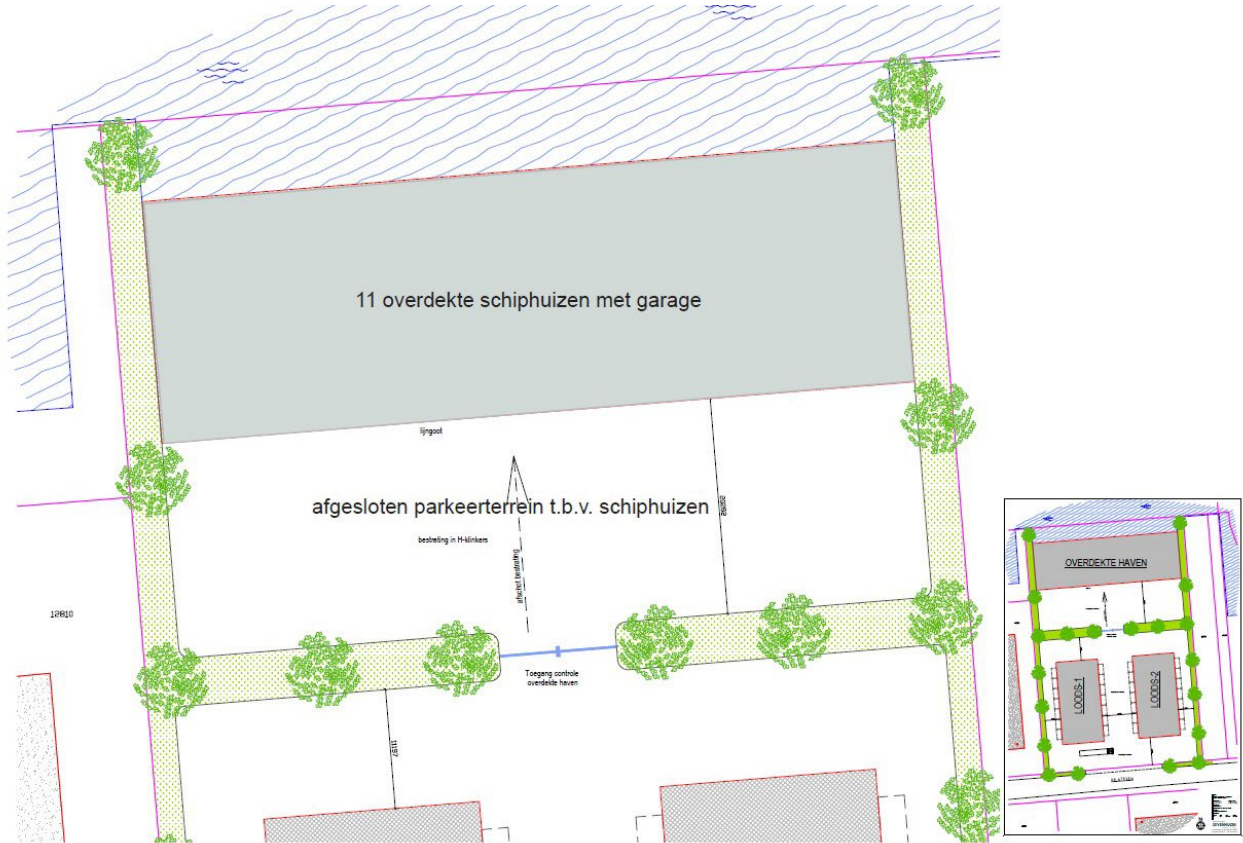 11 overdekte schiphuizen met garage
lijngoot
afgesloten parkeerterrein t.b.v. schiphuizen
bestrating in H-klinkers
afschot bestrating
12810
Toegang controle
overdekte haven
11197
OVERDEKTE HAVEN
LOODS-1
LOODS-2